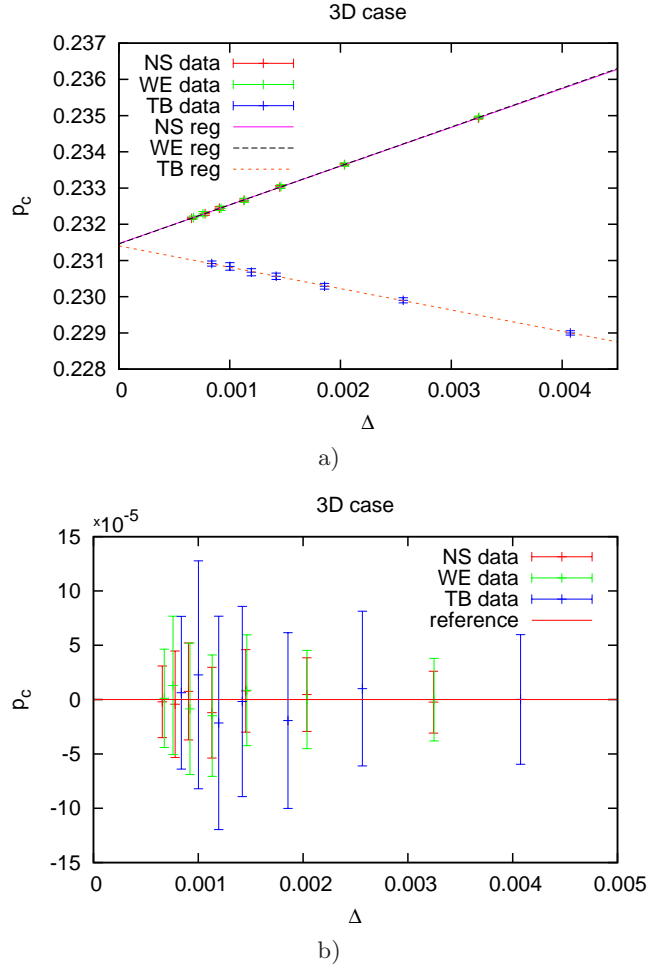 3D case
0.237
0.236
0.235
0.234
0.233
0.232
0.231
0.230
0.229
0.228
p_c
NS data
WE data
TB data
NS reg
WE reg
TB reg
0 0.001 0.002 0.003 0.004
Δ
a)
3D case
×10-5
15
10
5
0
-5
-10
-15
p_c
NS data
WE data
TB data
reference
0 0.001 0.002 0.003 0.004 0.005
Δ
b)